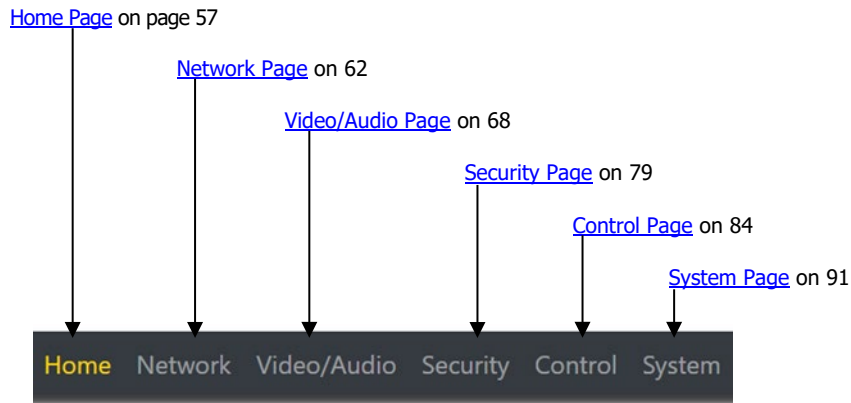 Home Page on page 57
Network Page on 62
Video/Audio Page on 68
Security Page on 79
Control Page on 84
System Page on 91
Home Network Video/Audio Security Control System